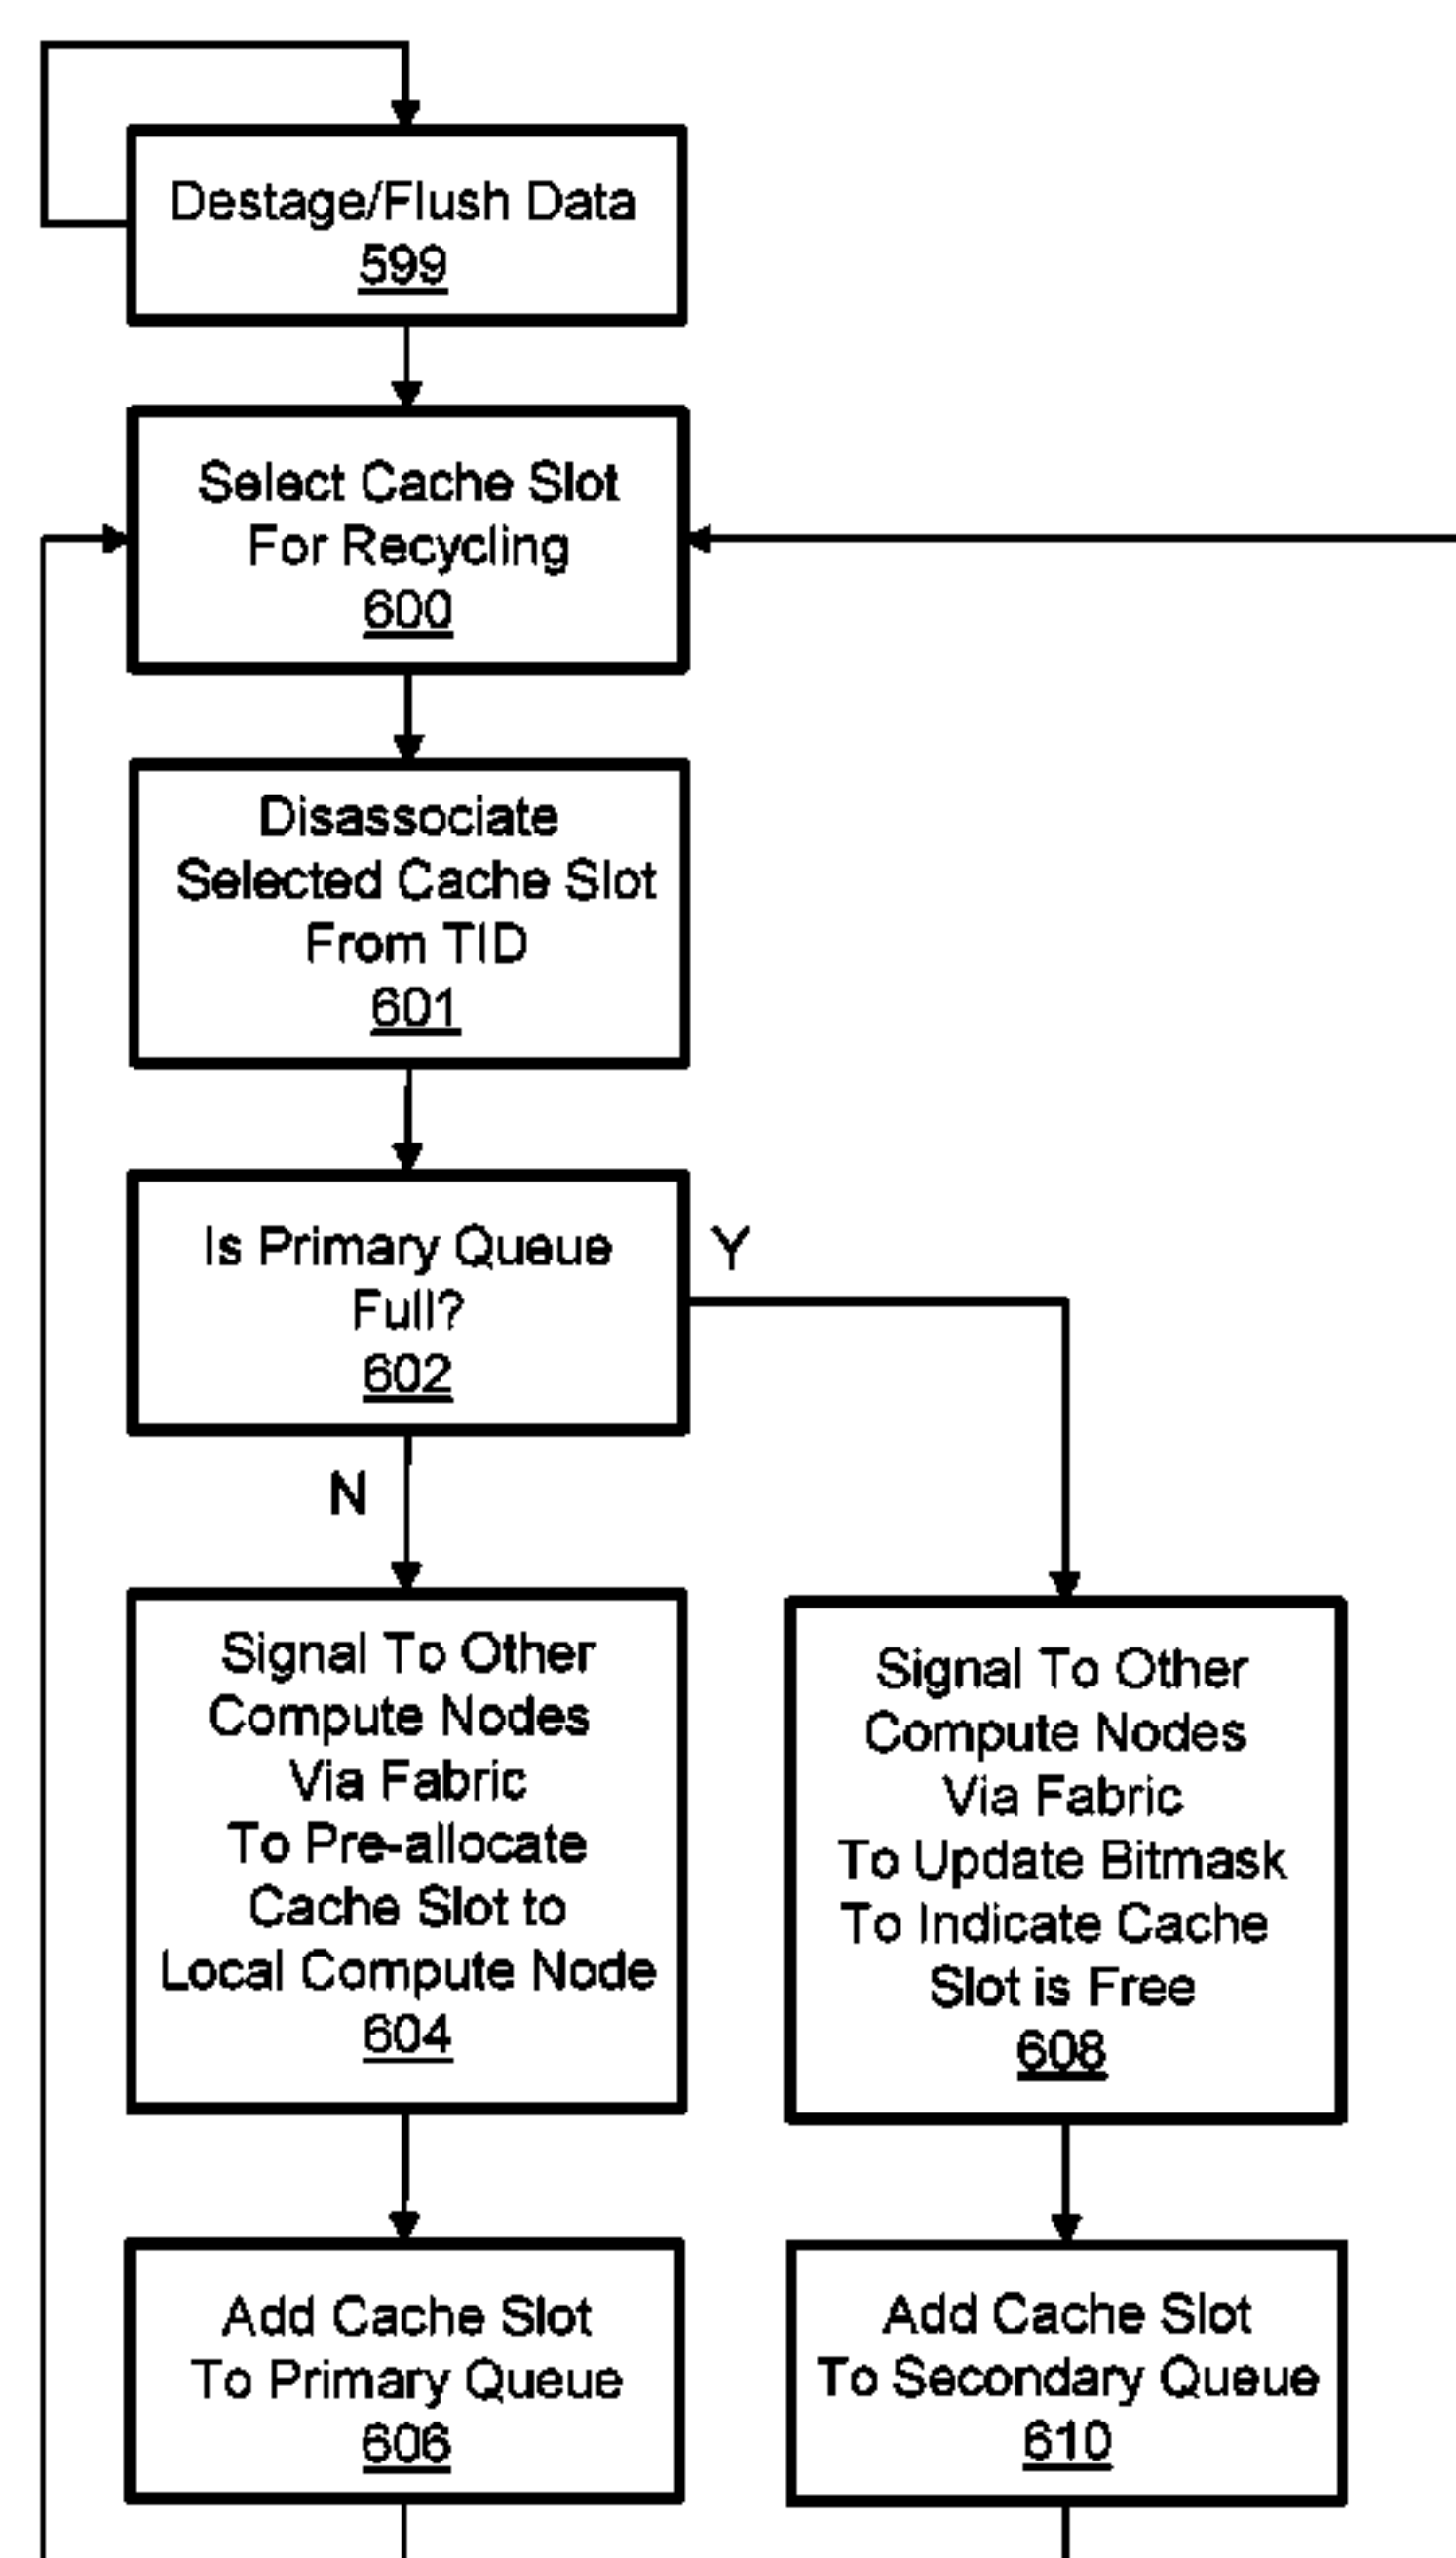 Destage/Flush Data
599
Select Cache Slot
For Recycling
600
Disassociate
Selected Cache Slot
From TID
601
Is Primary Queue
Full?
602
Y
N
Signal To Other
Compute Nodes
Via Fabric
To Pre-allocate
Cache Slot to
Local Compute Node
604
Signal To Other
Compute Nodes
Via Fabric
To Update Bitmask
To Indicate Cache
Slot is Free
608
Add Cache Slot
To Primary Queue
606
Add Cache Slot
To Secondary Queue
610